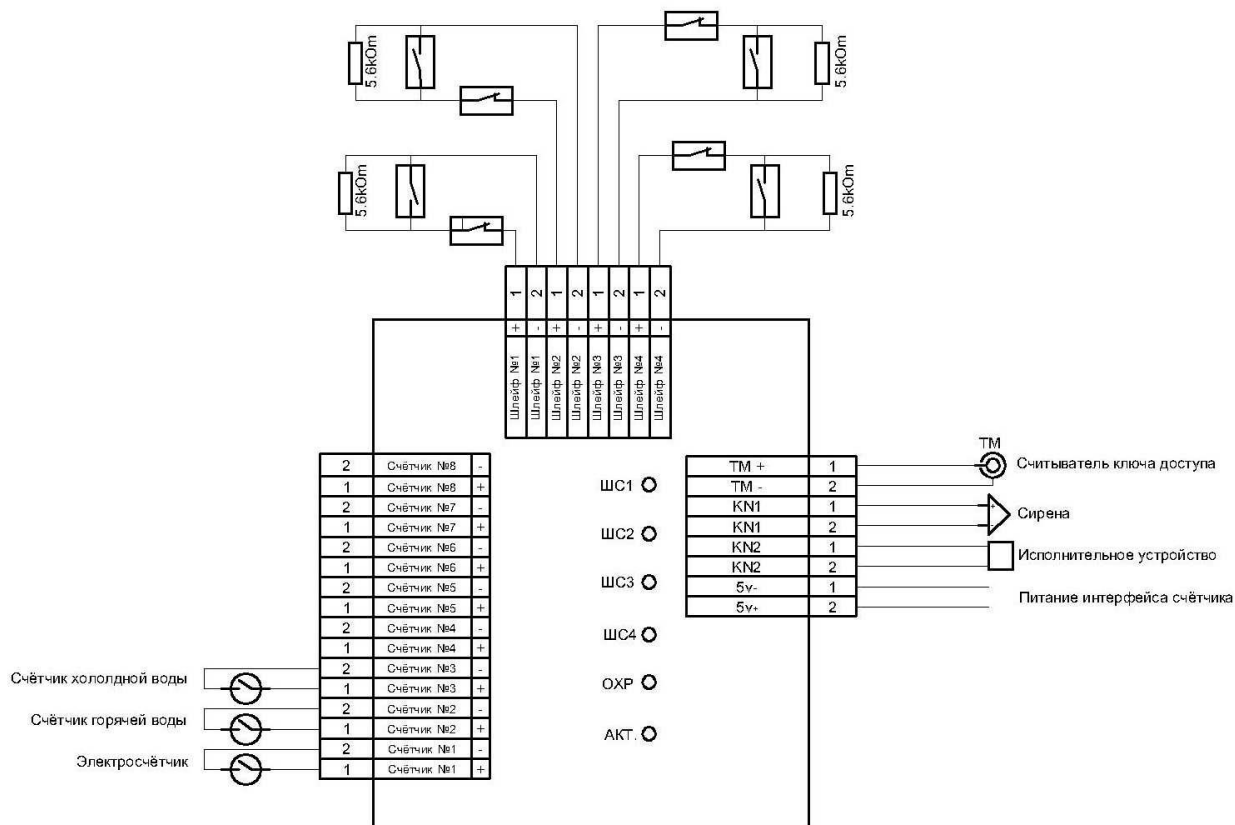 5.6kOm
5.6kOm
5.6kOm
5.6kOm
1 2 1 2 1 2 1 2
+ - + - + - + -
Шлейф №1
Шлейф №1
Шлейф №2
Шлейф №2
Шлейф №3
Шлейф №3
Шлейф №4
Шлейф №4
2 Счётчик №8 -
1 Счётчик №8 +
2 Счётчик №7 -
1 Счётчик №7 +
2 Счётчик №6 -
1 Счётчик №6 +
2 Счётчик №5 -
1 Счётчик №5 +
2 Счётчик №4 -
1 Счётчик №4 +
2 Счётчик №3 -
1 Счётчик №3 +
2 Счётчик №2 -
1 Счётчик №2 +
2 Счётчик №1 -
1 Счётчик №1 +
Счётчик хололдной воды
Счётчик горячей воды
Электросчётчик
ШС1
ШС2
ШС3
ШС4
ОХР
АКТ.
TM + 1
TM - 2
KN1 1
KN1 2
KN2 1
KN2 2
5v- 1
5v+ 2
TM
Считыватель ключа доступа
+
-
Сирена
Исполнительное устройство
Питание интерфейса счётчика